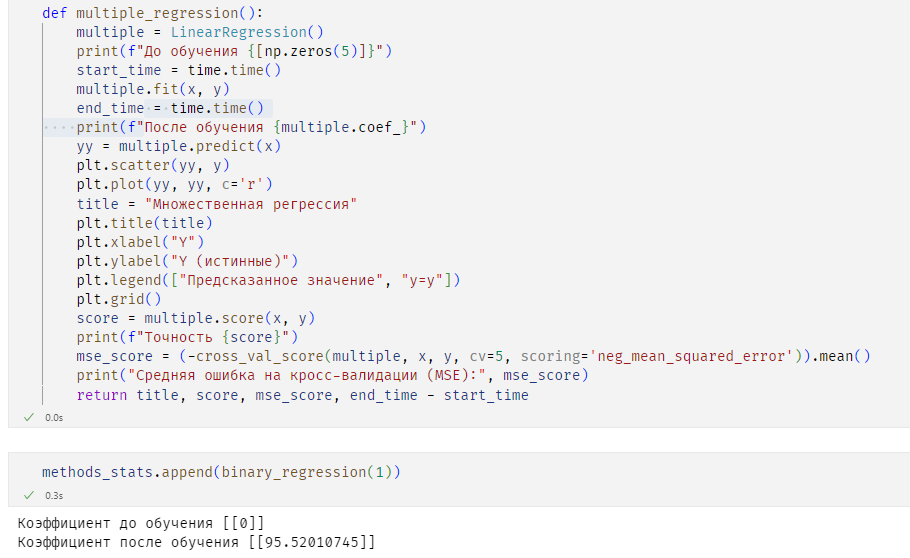 def multiple_regression():
    multiple = LinearRegression()
    print(f"До обучения {[np.zeros(5)]}")
    start_time = time.time()
    multiple.fit(x, y)
    end_time = time.time()
    print(f"После обучения {multiple.coef_}")
    yy = multiple.predict(x)
    plt.scatter(yy, y)
    plt.plot(yy, yy, c='r')
    title = "Множественная регрессия"
    plt.title(title)
    plt.xlabel("Y")
    plt.ylabel("Y (истинные)")
    plt.legend(["Предсказанное значение", "y=y"])
    plt.grid()
    score = multiple.score(x, y)
    print(f"Точность {score}")
    mse_score = (-cross_val_score(multiple, x, y, cv=5, scoring='neg_mean_squared_error')).mean()
    print("Средняя ошибка на кросс-валидации (MSE):", mse_score)
    return title, score, mse_score, end_time - start_time
0.0s
methods_stats.append(binary_regression(1))
0.3s
Коэффициент до обучения [[0]]
Коэффициент после обучения [[95.52010745]]